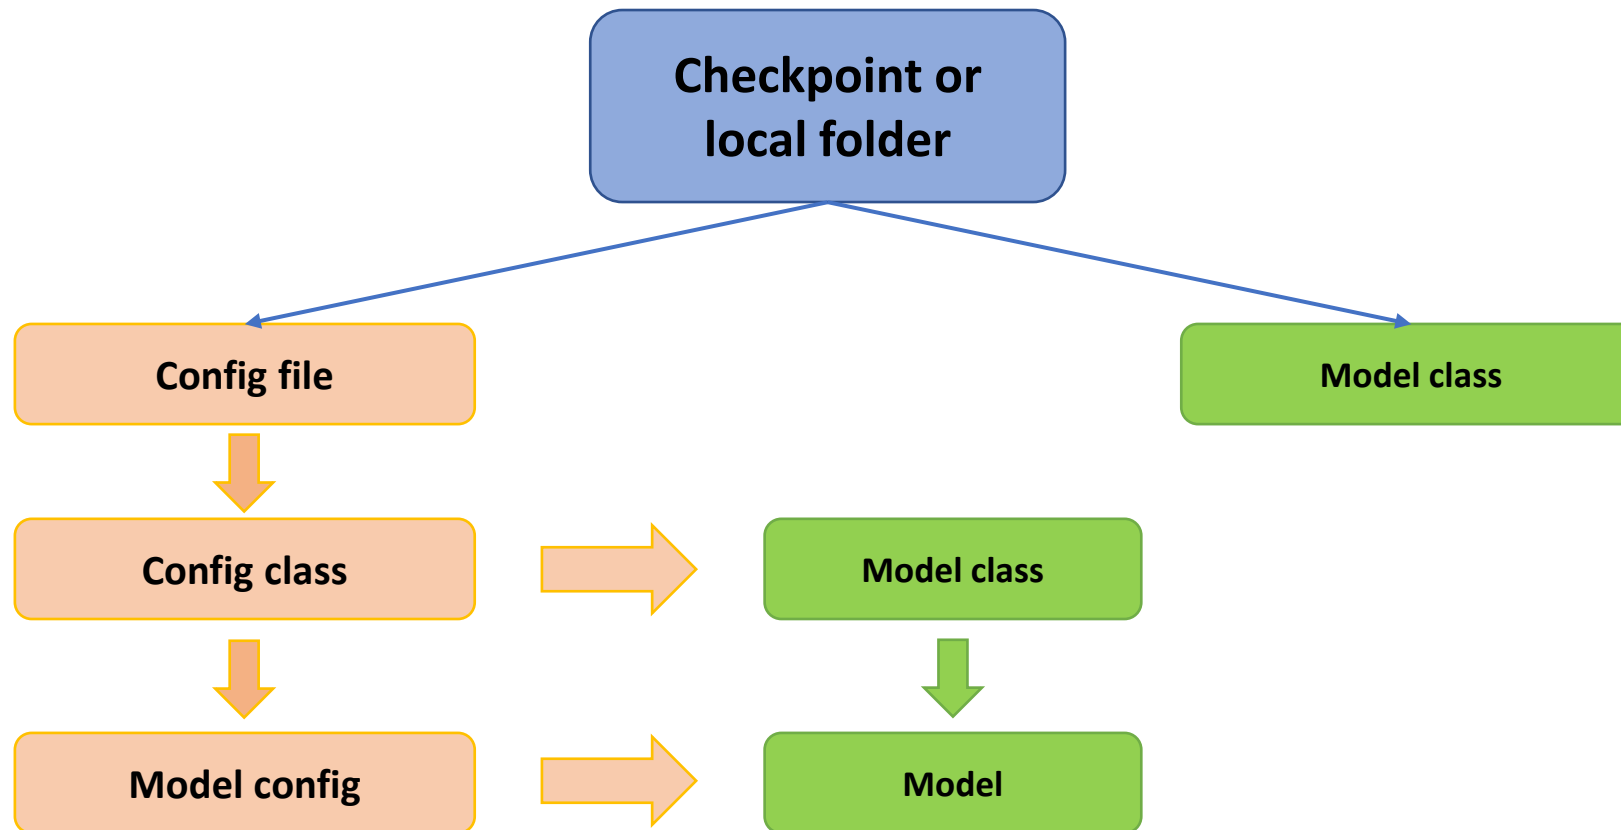 Checkpoint or
local folder
Config file
Model class
Config class
Model class
Model config
Model